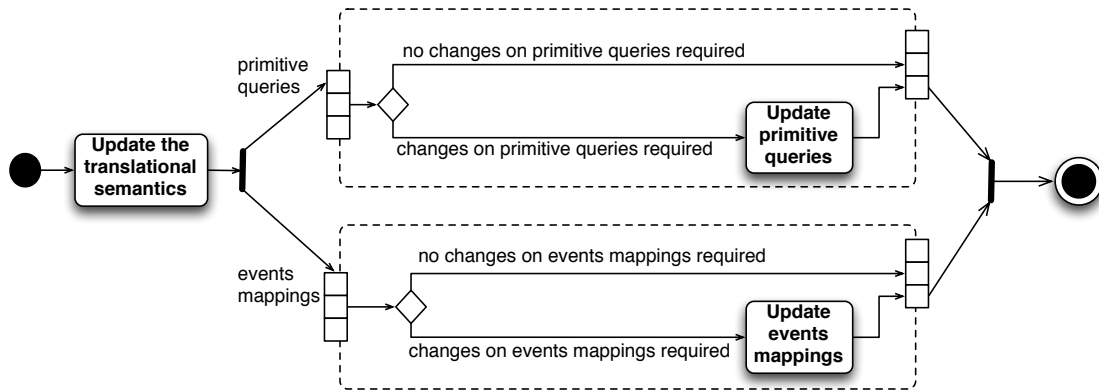 no changes on primitive queries required
primitive
queries
Update the
translational
semantics
Update
primitive
queries
changes on primitive queries required
no changes on events mappings required
events
mappings
Update
events
mappings
changes on events mappings required